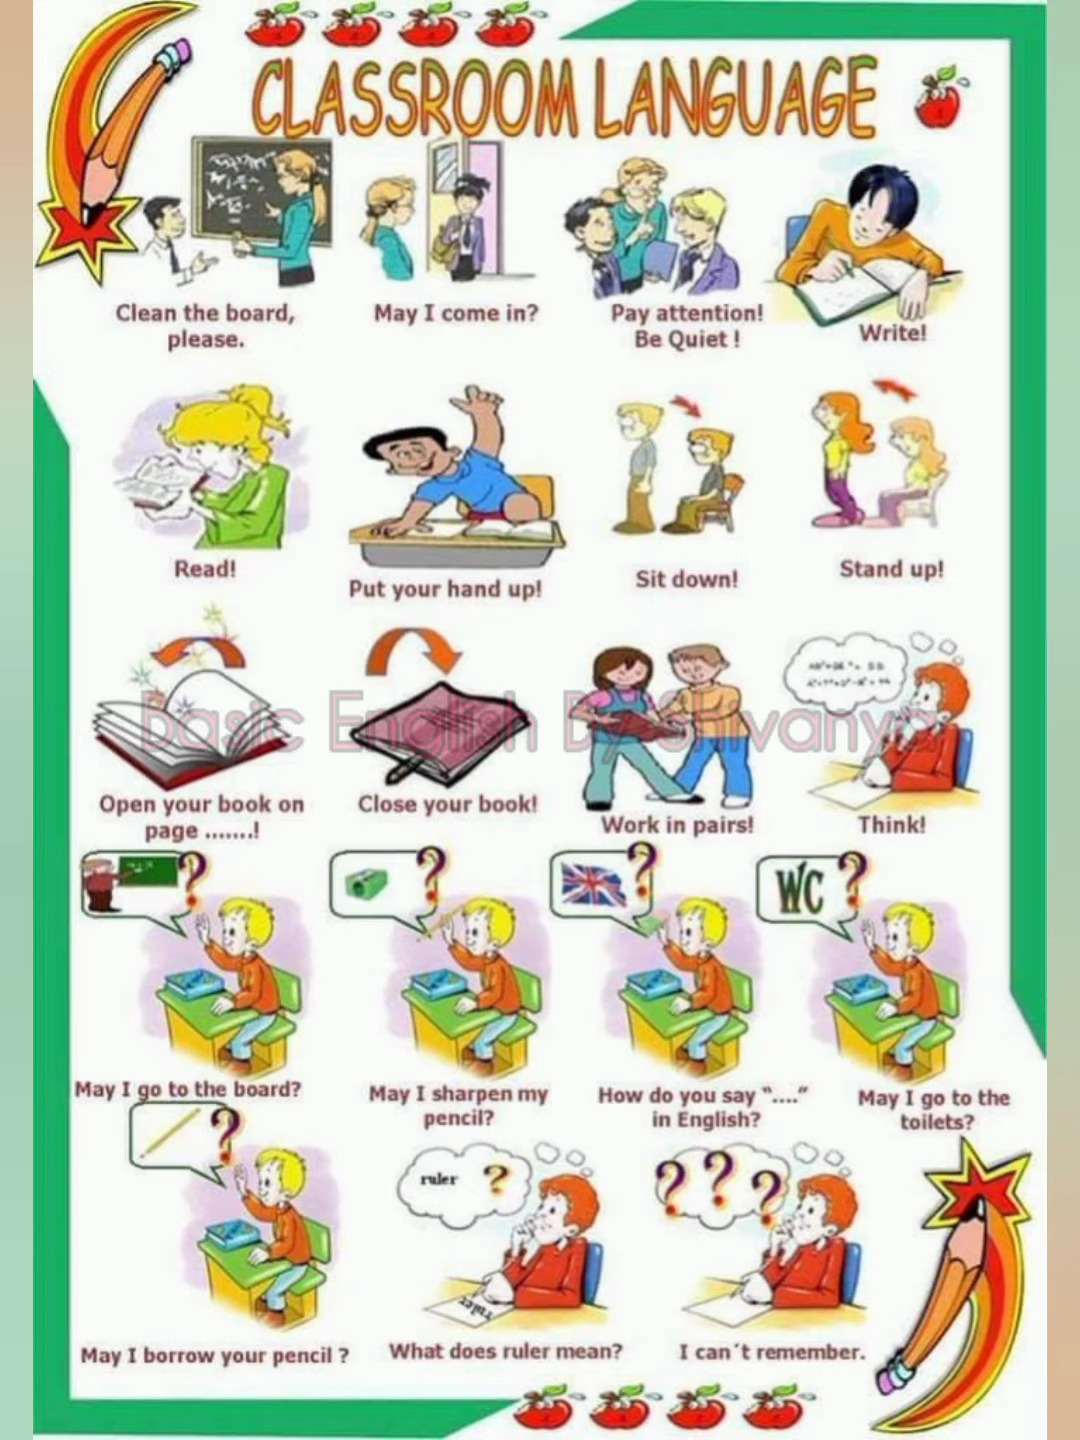 CLASSROOM LANGUAGE
Clean the board,
please.
May I come in?
Pay attention!
Be Quiet !
Write!
Read!
Put your hand up!
Sit down!
Stand up!
Basic English By Shivanya
Open your book on
page .......!
Close your book!
Work in pairs!
Think!
WC
May I go to the board?
May I sharpen my
pencil?
How do you say "...."
in English?
May I go to the
toilets?
?
ruler ?
? ? ?
ruler
May I borrow your pencil ?
What does ruler mean?
I can´t remember.